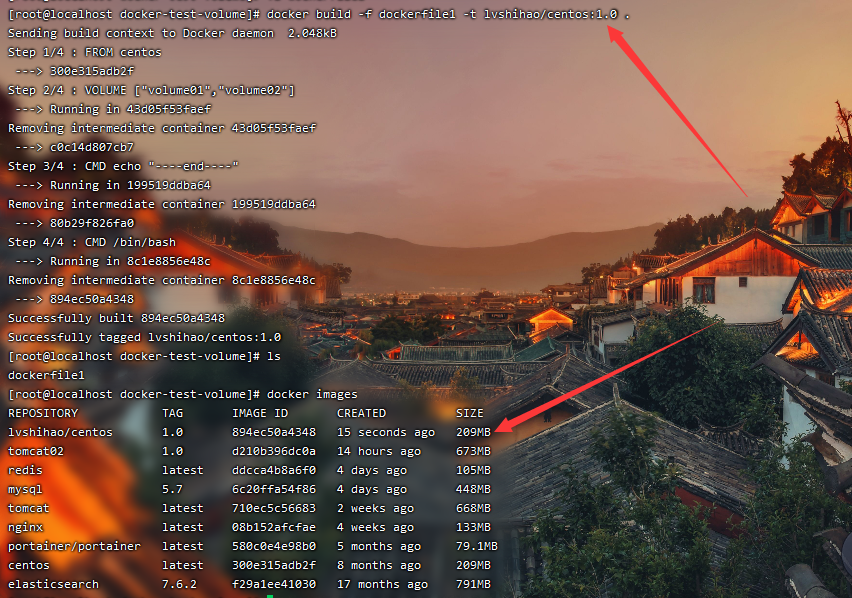 [root@localhost docker-test-volume]# docker build -f dockerfile1 -t lvshihao/centos:1.0 .
Sending build context to Docker daemon  2.048kB
Step 1/4 : FROM centos
 ---> 300e315adb2f
Step 2/4 : VOLUME ["volume01","volume02"]
 ---> Running in 43d05f53faef
Removing intermediate container 43d05f53faef
 ---> c0c14d807cb7
Step 3/4 : CMD echo "----end----"
 ---> Running in 199519ddba64
Removing intermediate container 199519ddba64
 ---> 80b29f826fa0
Step 4/4 : CMD /bin/bash
 ---> Running in 8c1e8856e48c
Removing intermediate container 8c1e8856e48c
 ---> 894ec50a4348
Successfully built 894ec50a4348
Successfully tagged lvshihao/centos:1.0
[root@localhost docker-test-volume]# ls
dockerfile1
[root@localhost docker-test-volume]# docker images
REPOSITORY            TAG       IMAGE ID       CREATED         SIZE
lvshihao/centos       1.0       894ec50a4348   15 seconds ago   209MB
tomcat02              1.0       d210b396dc0a   14 hours ago     673MB
redis                 latest    ddcca4b8a6f0   4 days ago       105MB
mysql                 5.7       6c20ffa54f86   4 days ago       448MB
tomcat                latest    710ec5c56683   2 weeks ago      668MB
nginx                 latest    08b152afcfae   4 weeks ago      133MB
portainer/portainer   latest    580c0e4e98b0   5 months ago     79.1MB
centos                latest    300e315adb2f   8 months ago     209MB
elasticsearch         7.6.2     f29a1ee41030   17 months ago    791MB